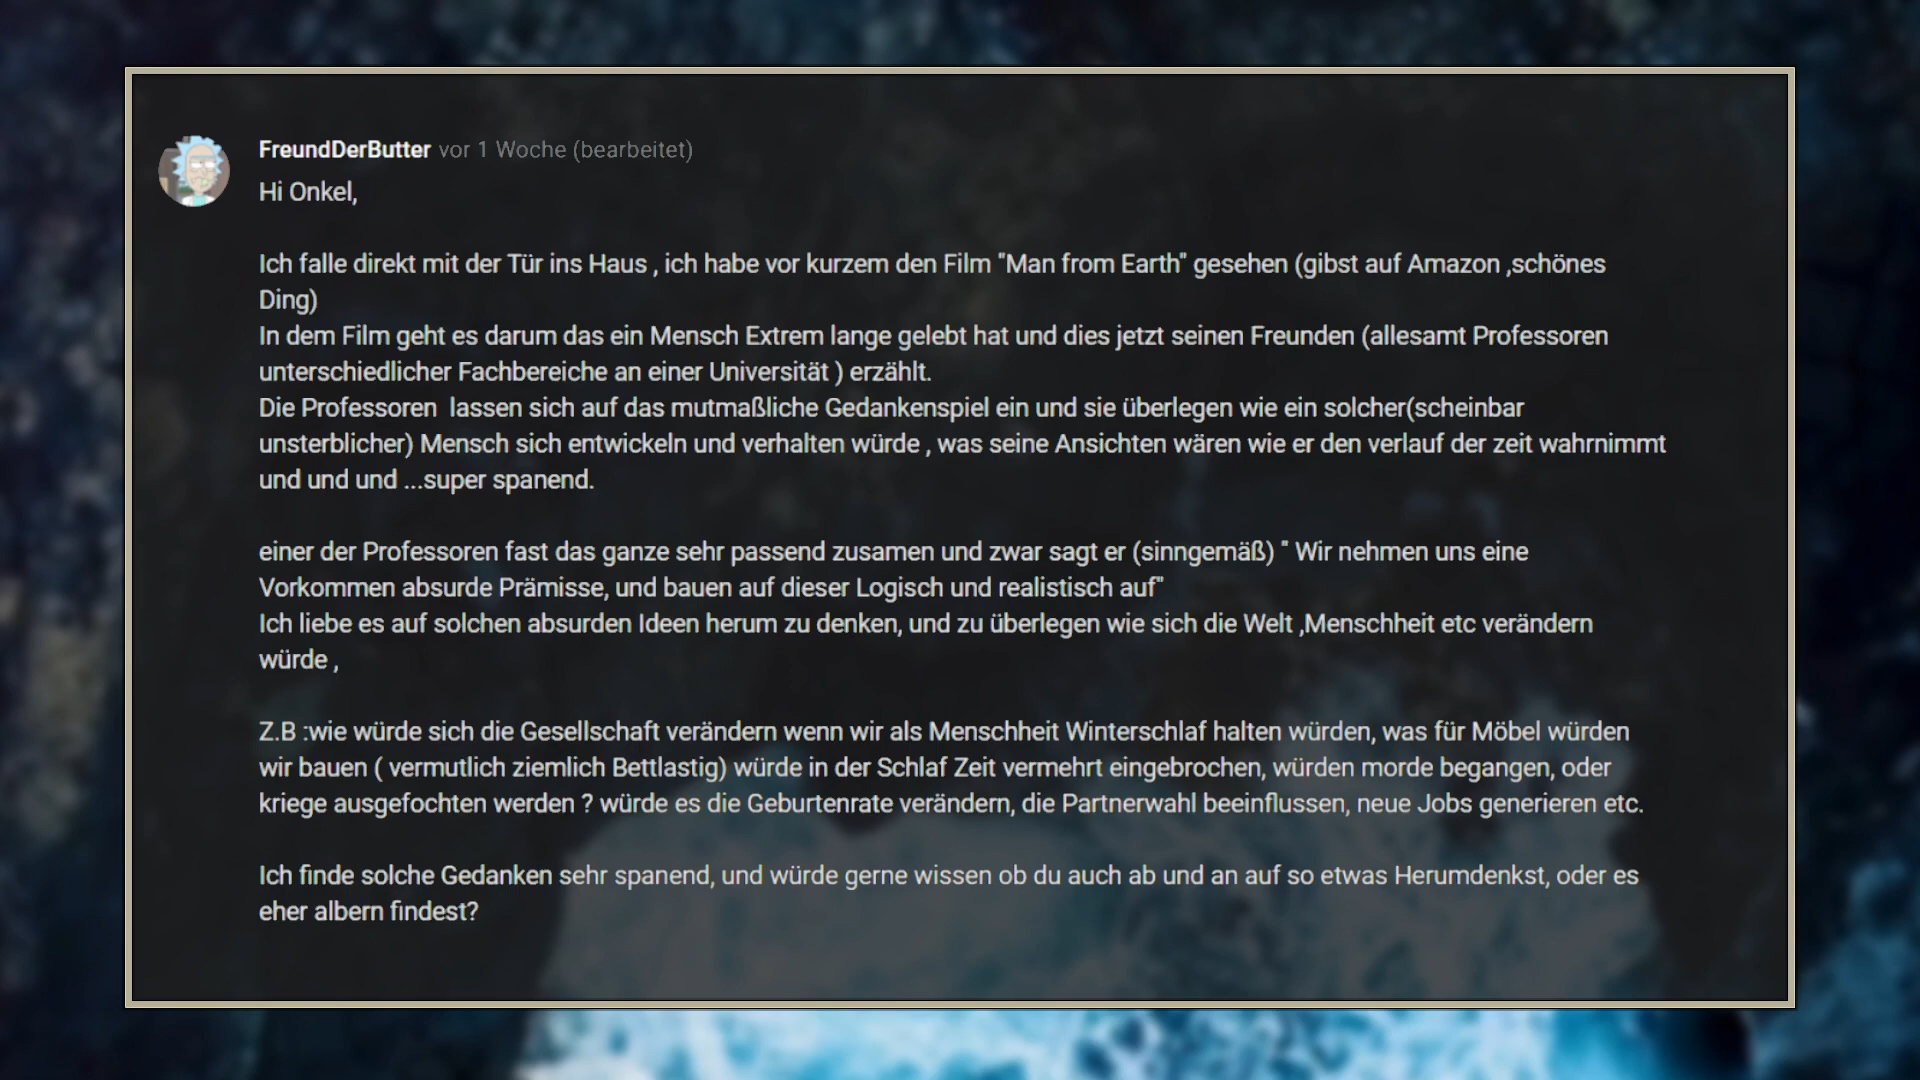 FreundDerButter vor 1 Woche (bearbeitet)
Hi Onkel,
Ich falle direkt mit der Tür ins Haus , ich habe vor kurzem den Film "Man from Earth" gesehen (gibst auf Amazon ,schönes
Ding)
In dem Film geht es darum das ein Mensch Extrem lange gelebt hat und dies jetzt seinen Freunden (allesamt Professoren
unterschiedlicher Fachbereiche an einer Universität ) erzählt.
Die Professoren  lassen sich auf das mutmaßliche Gedankenspiel ein und sie überlegen wie ein solcher(scheinbar
unsterblicher) Mensch sich entwickeln und verhalten würde , was seine Ansichten wären wie er den verlauf der zeit wahrnimmt
und und und ...super spanend.
einer der Professoren fast das ganze sehr passend zusamen und zwar sagt er (sinngemäß) " Wir nehmen uns eine
Vorkommen absurde Prämisse, und bauen auf dieser Logisch und realistisch auf"
Ich liebe es auf solchen absurden Ideen herum zu denken, und zu überlegen wie sich die Welt ,Menschheit etc verändern
würde ,
Z.B :wie würde sich die Gesellschaft verändern wenn wir als Menschheit Winterschlaf halten würden, was für Möbel würden
wir bauen ( vermutlich ziemlich Bettlastig) würde in der Schlaf Zeit vermehrt eingebrochen, würden morde begangen, oder
kriege ausgefochten werden ? würde es die Geburtenrate verändern, die Partnerwahl beeinflussen, neue Jobs generieren etc.
Ich finde solche Gedanken sehr spanend, und würde gerne wissen ob du auch ab und an auf so etwas Herumdenkst, oder es
eher albern findest?